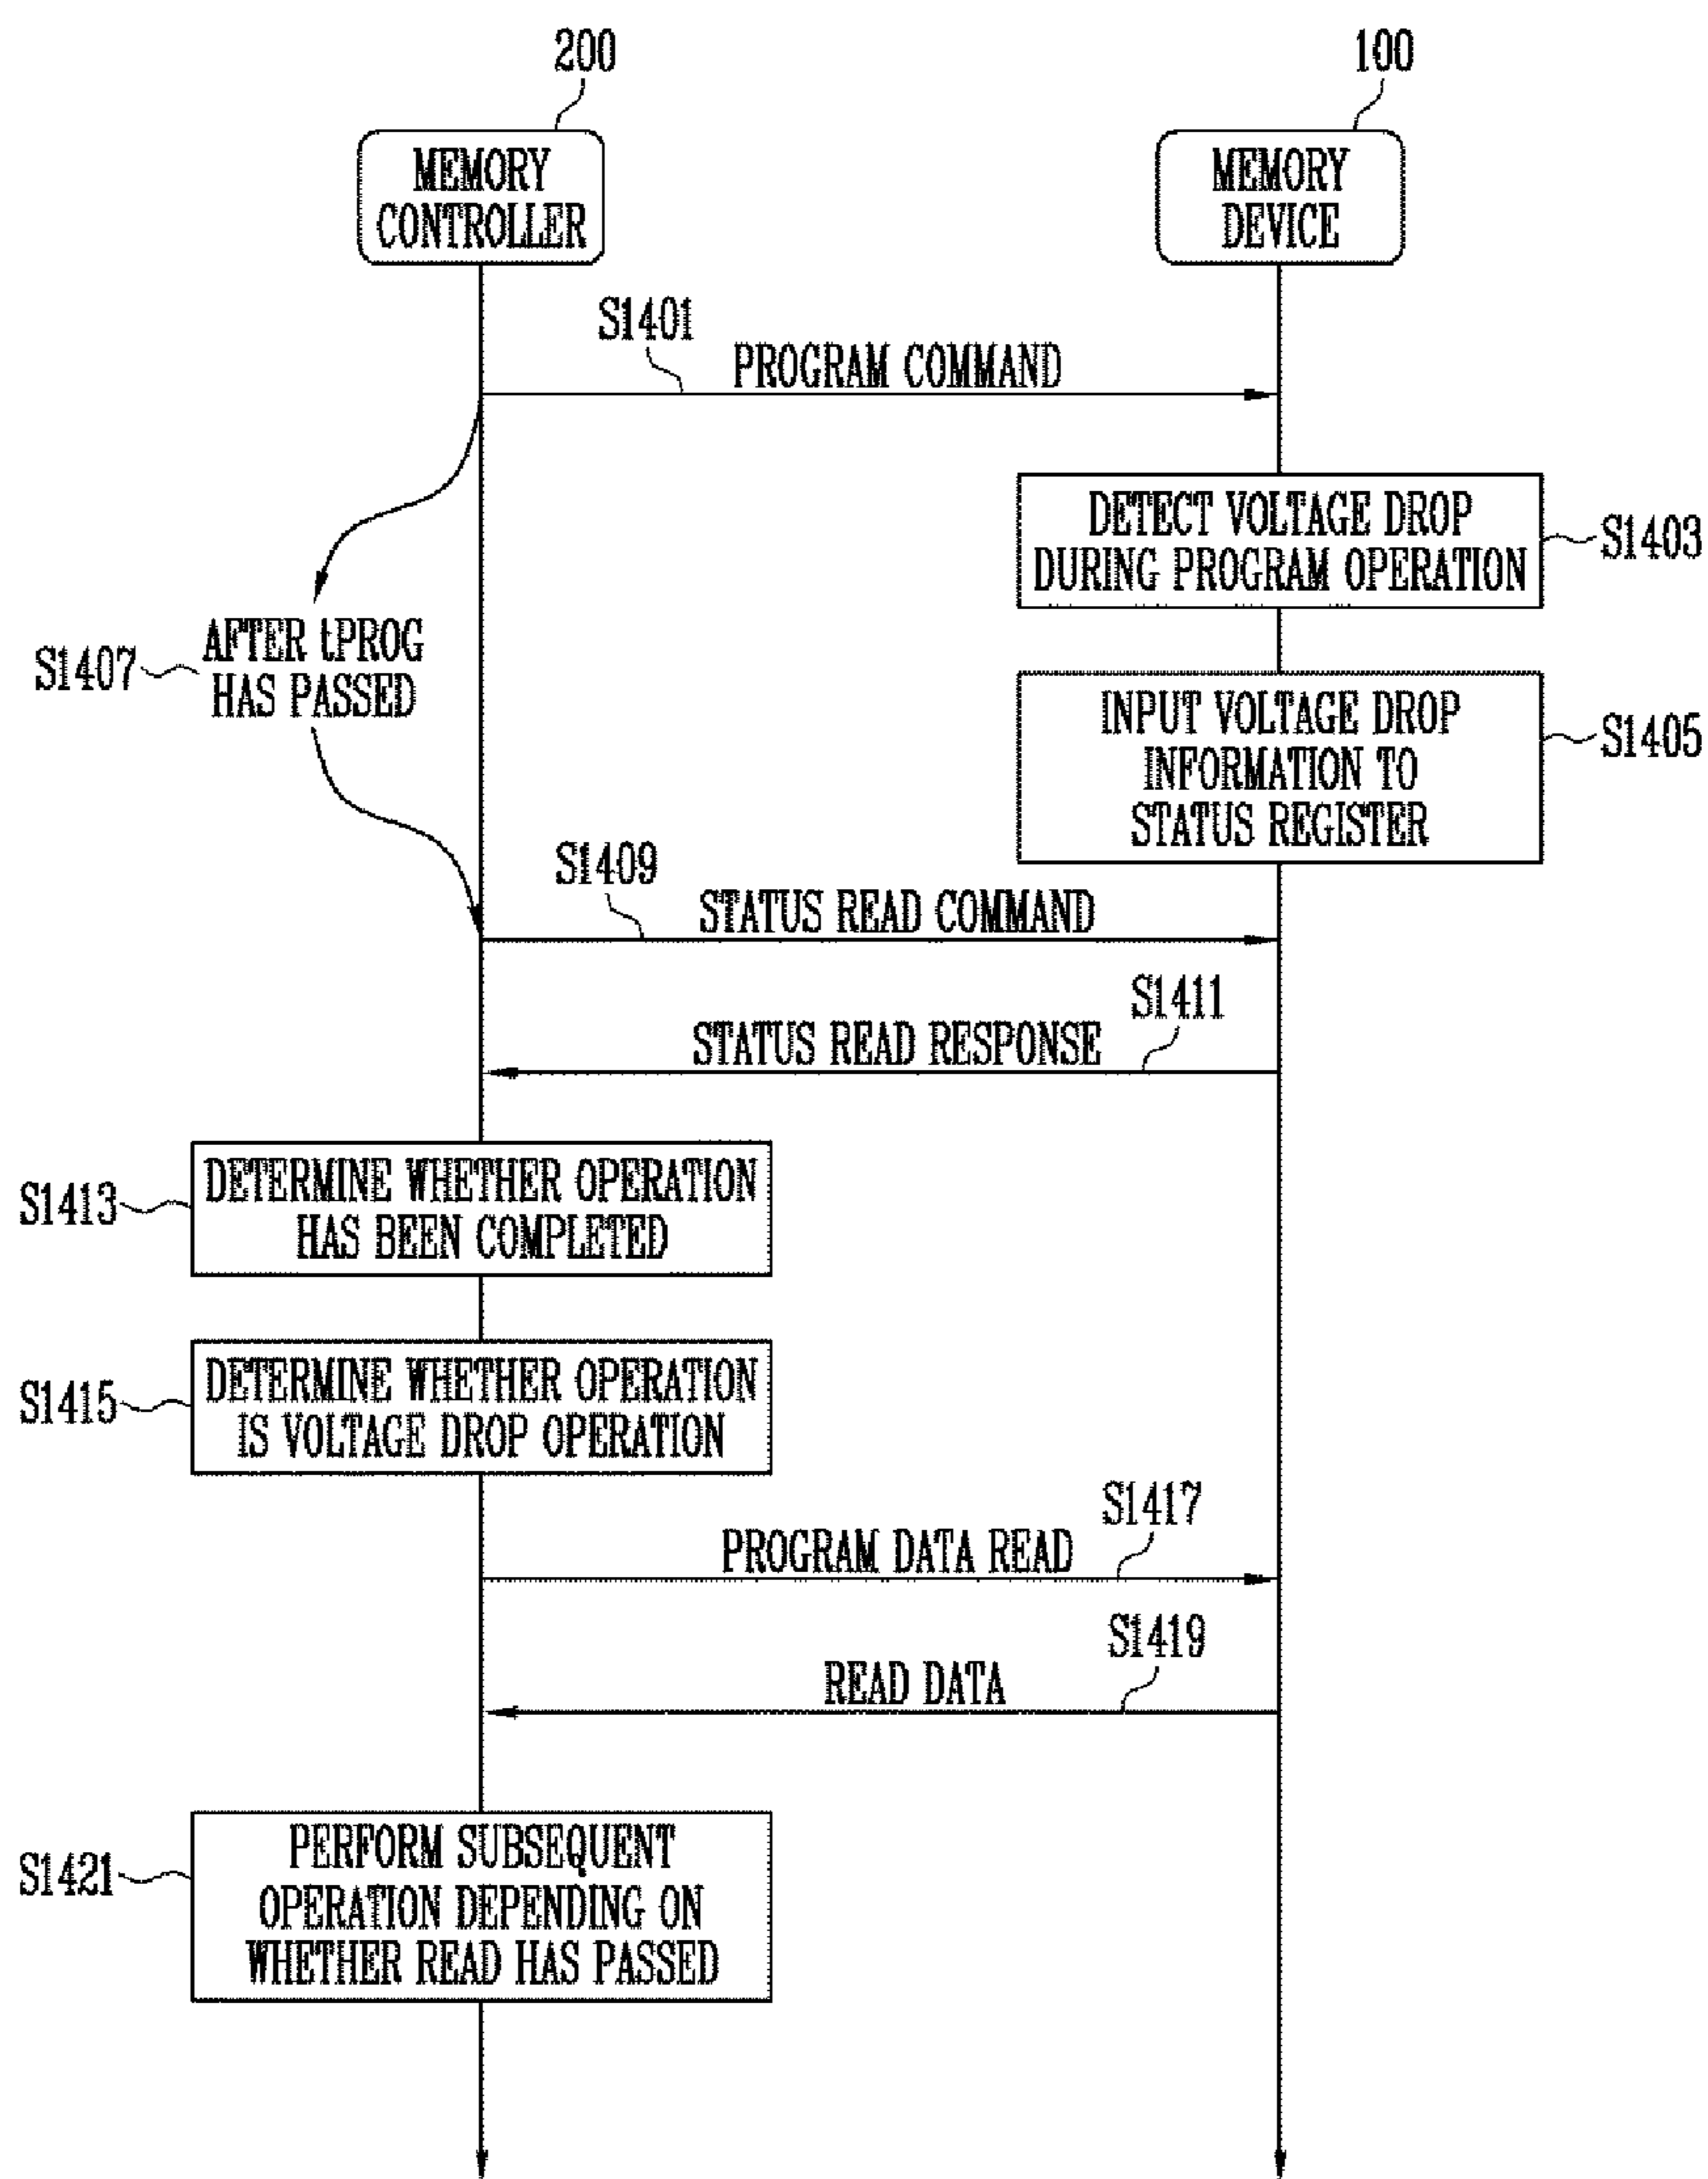 200
100
MEMORY
CONTROLLER
MEMORY
DEVICE
S1401
PROGRAM COMMAND
DETECT VOLTAGE DROP
DURING PROGRAM OPERATION
S1403
S1407
AFTER tPROG
HAS PASSED
INPUT VOLTAGE DROP
INFORMATION TO
STATUS REGISTER
S1405
S1409
STATUS READ COMMAND
S1411
STATUS READ RESPONSE
S1413
DETERMINE WHETHER OPERATION
HAS BEEN COMPLETED
S1415
DETERMINE WHETHER OPERATION
IS VOLTAGE DROP OPERATION
S1417
PROGRAM DATA READ
S1419
READ DATA
S1421
PERFORM SUBSEQUENT
OPERATION DEPENDING ON
WHETHER READ HAS PASSED